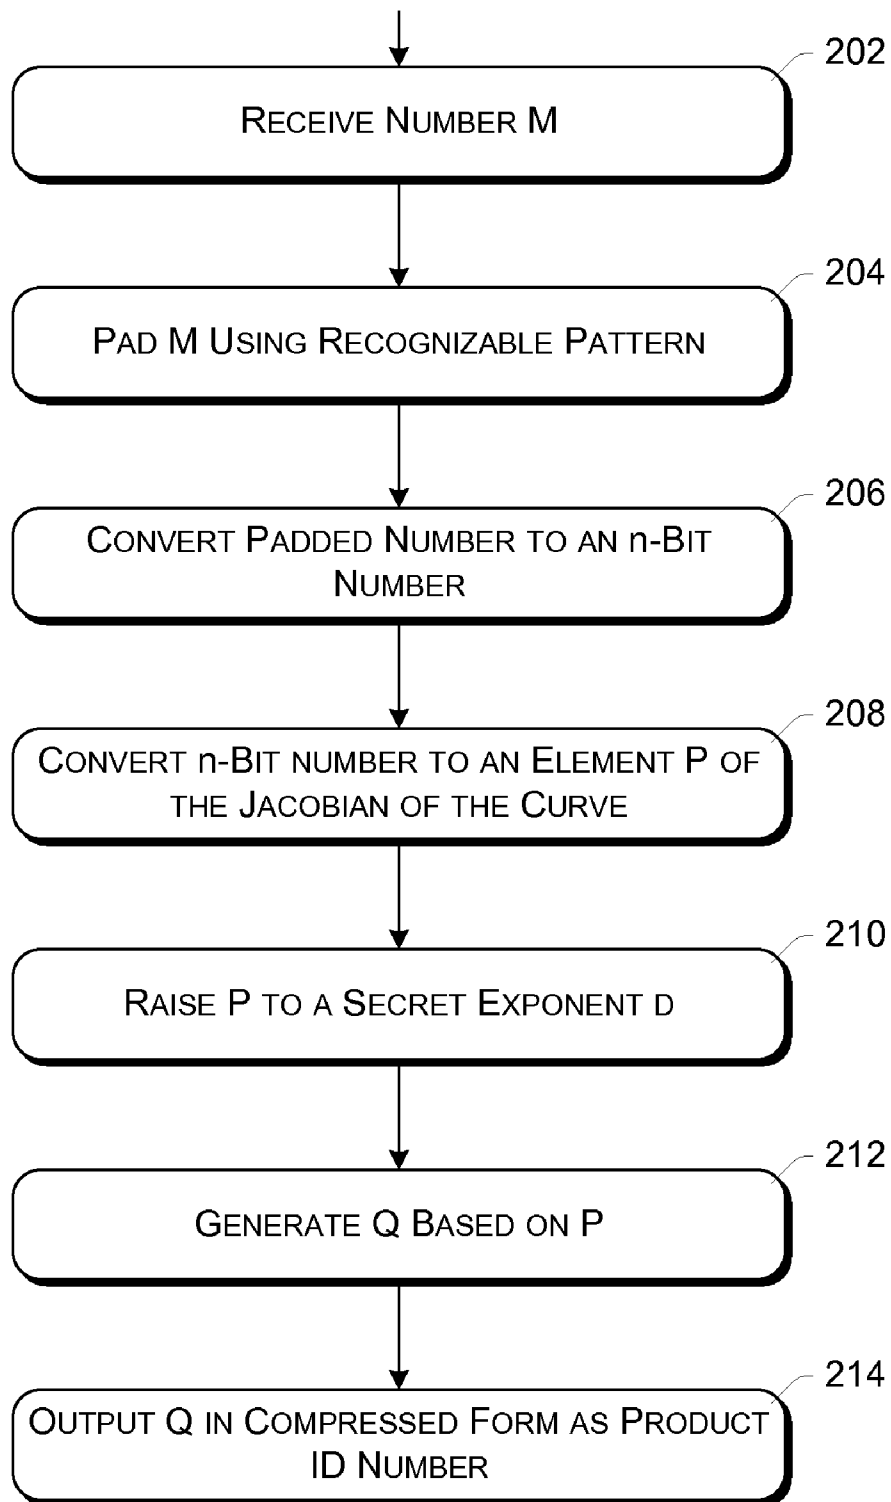 202
RECEIVE NUMBER M
204
PAD M USING RECOGNIZABLE PATTERN
206
CONVERT PADDED NUMBER TO AN n-BIT
NUMBER
208
CONVERT n-BIT NUMBER TO AN ELEMENT P OF
THE JACOBIAN OF THE CURVE
210
RAISE P TO A SECRET EXPONENT D
212
GENERATE Q BASED ON P
214
OUTPUT Q IN COMPRESSED FORM AS PRODUCT
ID NUMBER